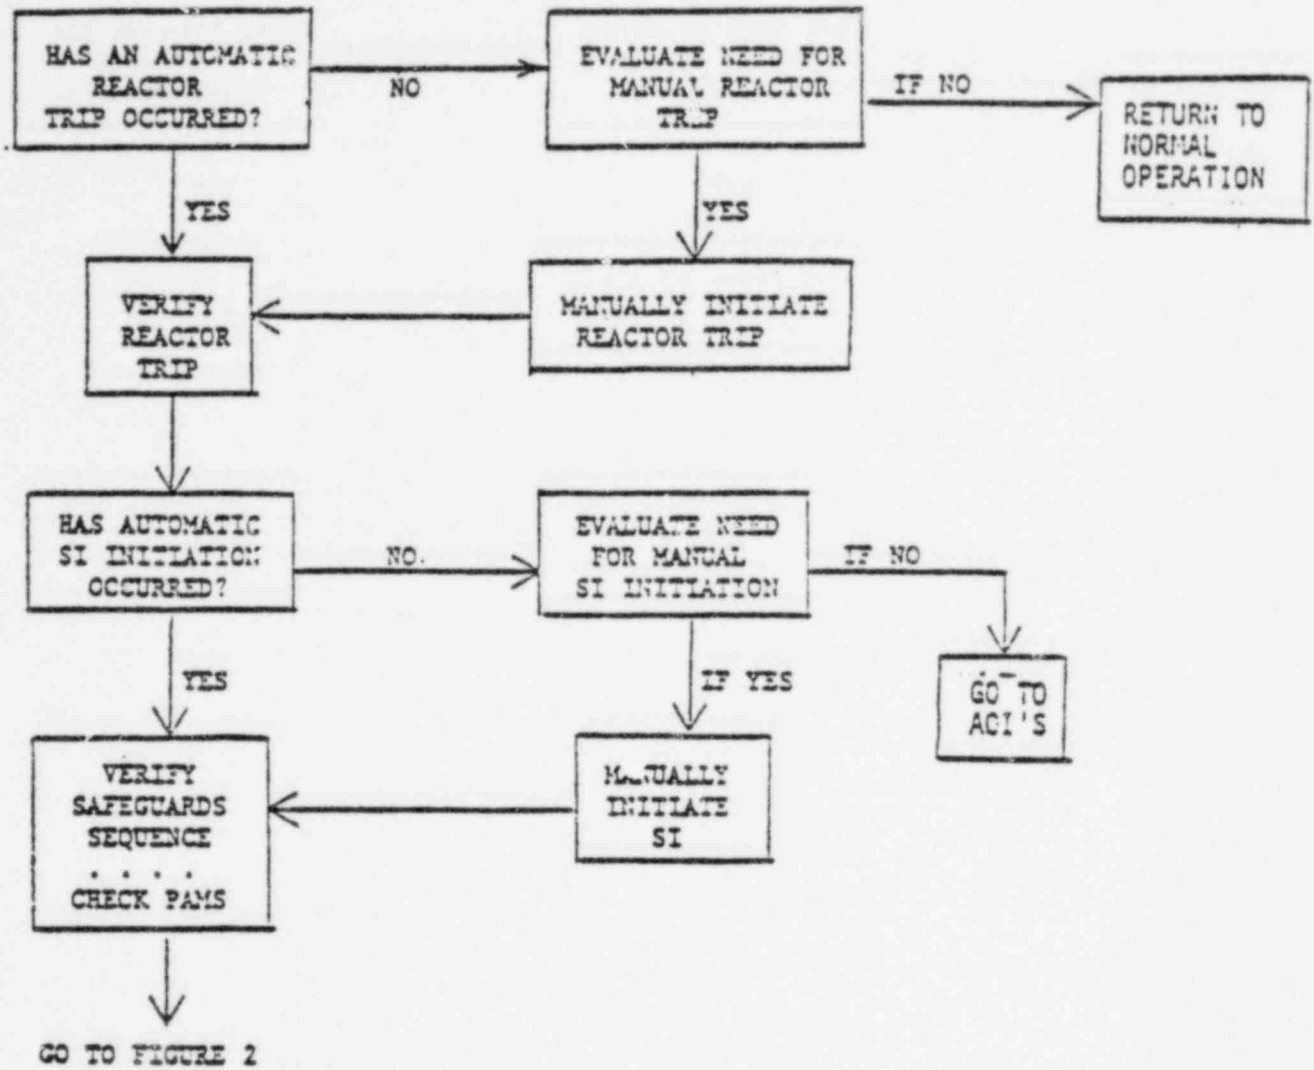 HAS AN AUTOMATIC
REACTOR
TRIP OCCURRED?
NO
EVALUATE NEED FOR
MANUAL REACTOR
TRIP
IF NO
RETURN TO
NORMAL
OPERATION
YES
YES
VERIFY
REACTOR
TRIP
MANUALLY INITIATE
REACTOR TRIP
HAS AUTOMATIC
SI INITIATION
OCCURRED?
NO.
EVALUATE NEED
FOR MANUAL
SI INITIATION
IF NO
YES
IF YES
GO TO
AOI'S
VERIFY
SAFEGUARDS
SEQUENCE
. . . .
CHECK PAMS
MANUALLY
INITIATE
SI
GO TO FIGURE 2